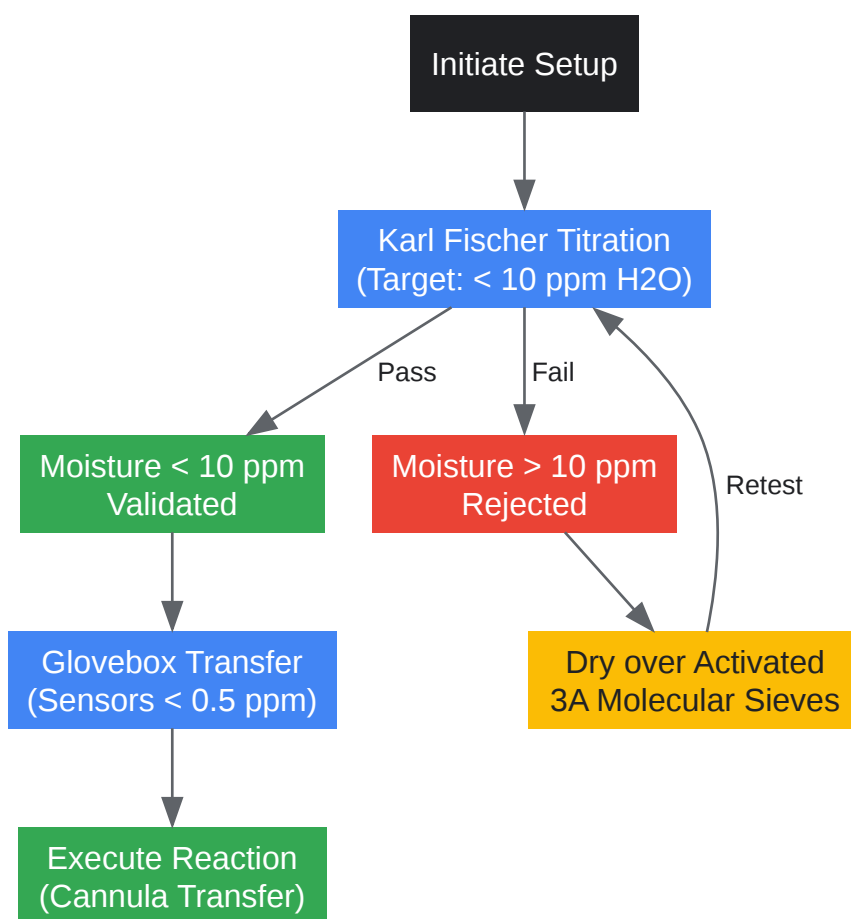 Initiate Setup
Karl Fischer Titration
(Target: < 10 ppm H2O)
Pass
Fail
Moisture < 10 ppm
Validated
Moisture > 10 ppm
Rejected
Retest
Glovebox Transfer
(Sensors < 0.5 ppm)
Dry over Activated
3A Molecular Sieves
Execute Reaction
(Cannula Transfer)